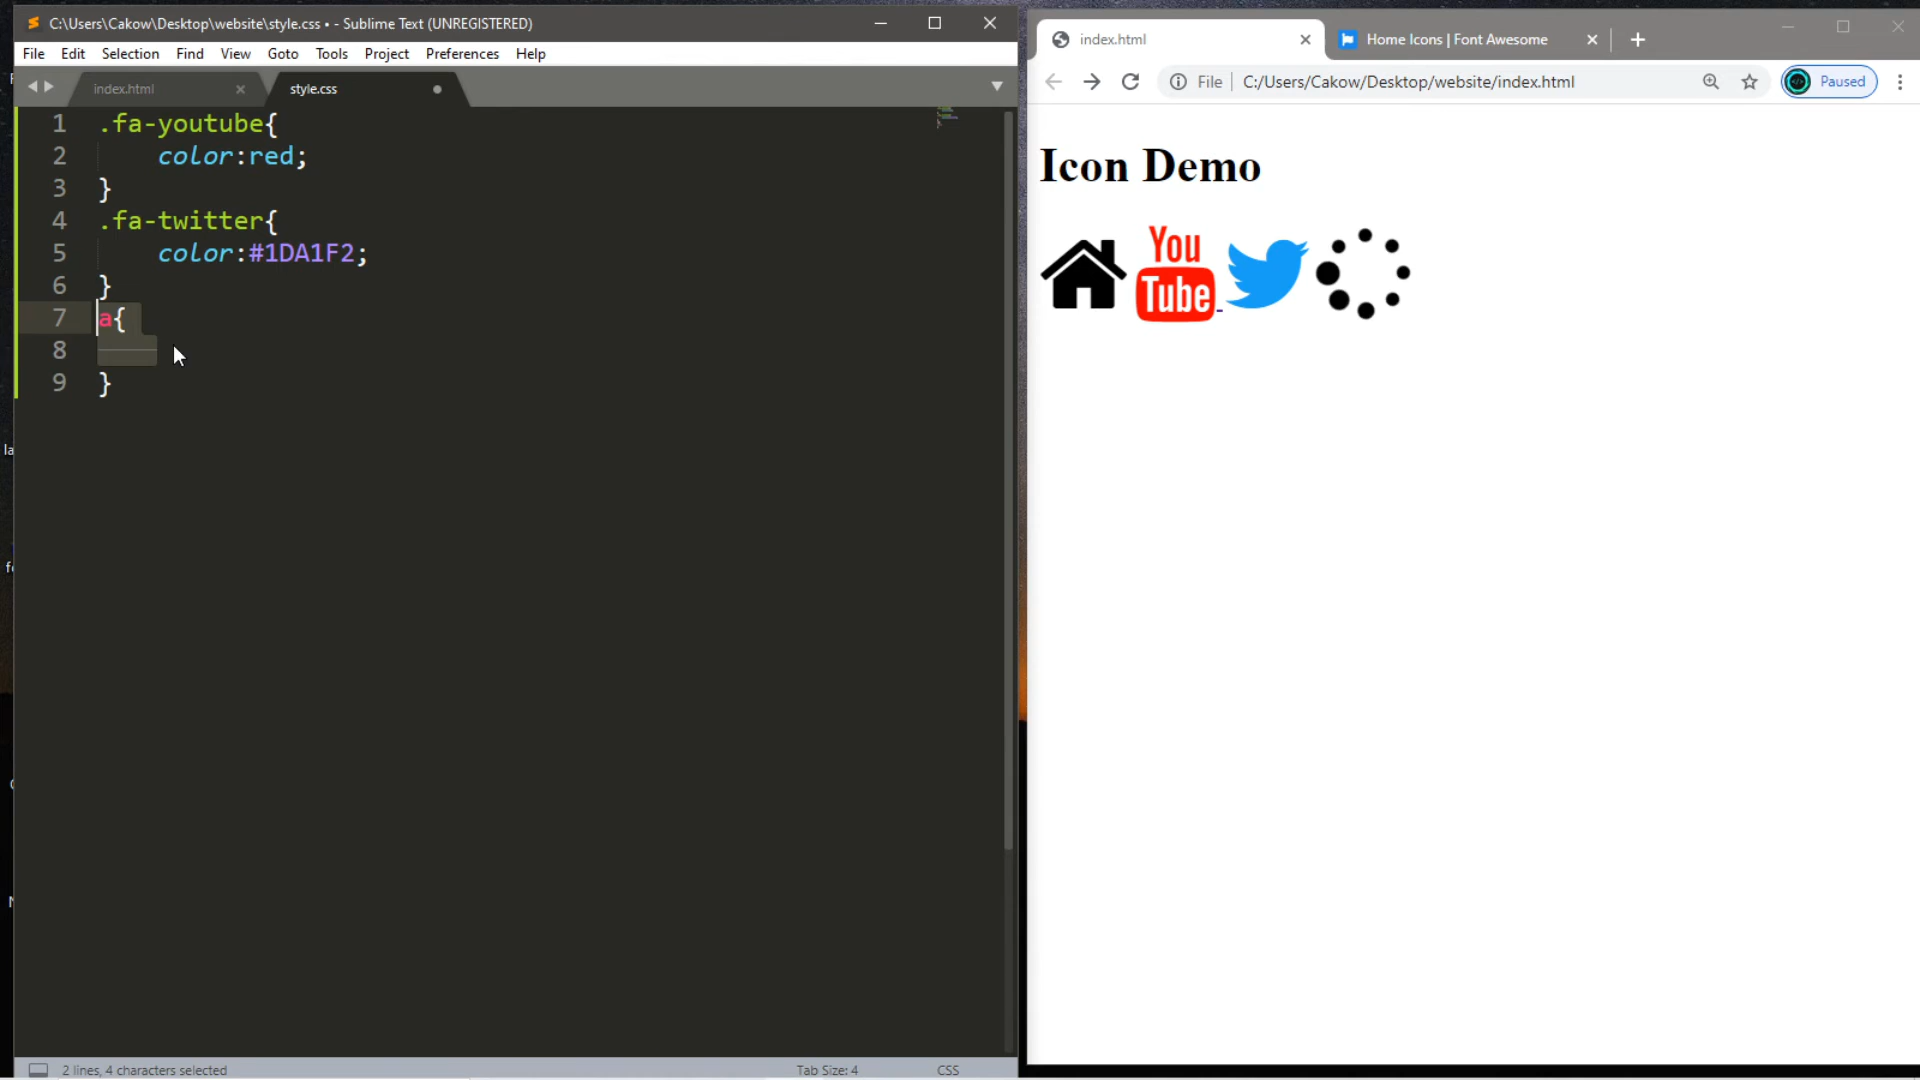 C:\Users\Cakow\Desktop\website\style.css • - Sublime Text (UNREGISTERED)
File Edit Selection Find View Goto Tools Project Preferences Help
index.html
style.css
1 .fa-youtube{
2 color:red;
3 }
4 .fa-twitter{
5 color:#1DA1F2;
6 }
7 a{
8
9 }
2 lines, 4 characters selected
Tab Size: 4
CSS
index.html
Home Icons | Font Awesome
File
C:/Users/Cakow/Desktop/website/index.html
Paused
Icon Demo
You
Tube
la